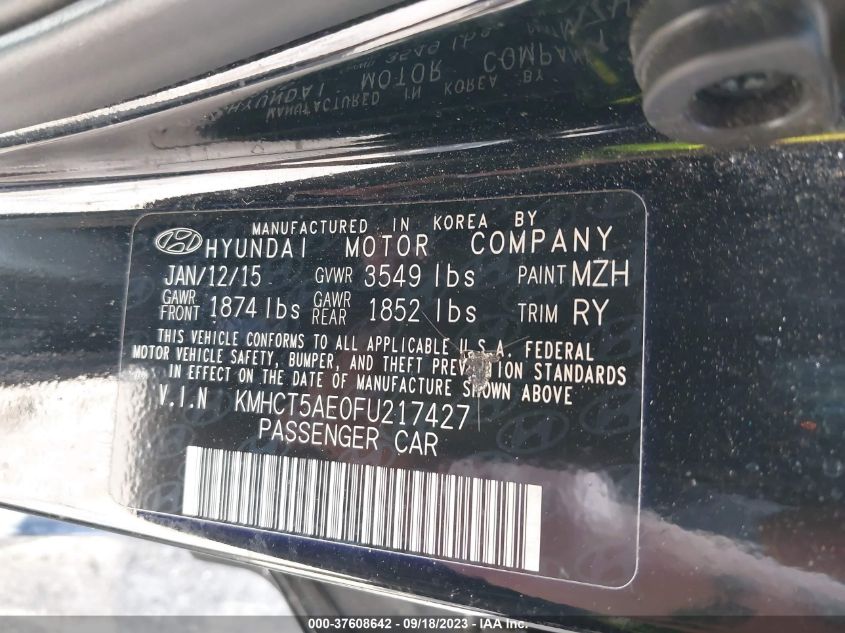 MANUFACTURED IN KOREA BY
HYUNDAI MOTOR COMPANY
JAN/12/15 GVWR 3549 lbs PAINT MZH
GAWR FRONT 1874 lbs GAWR REAR 1852 lbs TRIM RY
THIS VEHICLE CONFORMS TO ALL APPLICABLE U.S.A. FEDERAL
MOTOR VEHICLE SAFETY, BUMPER, AND THEFT PREVENTION STANDARDS
IN EFFECT ON THE DATE OF MANUFACTURE SHOWN ABOVE
V.I.N KMHCT5AE0FU217427
PASSENGER CAR
000-37608642 - 09/18/2023 - IAA Inc.